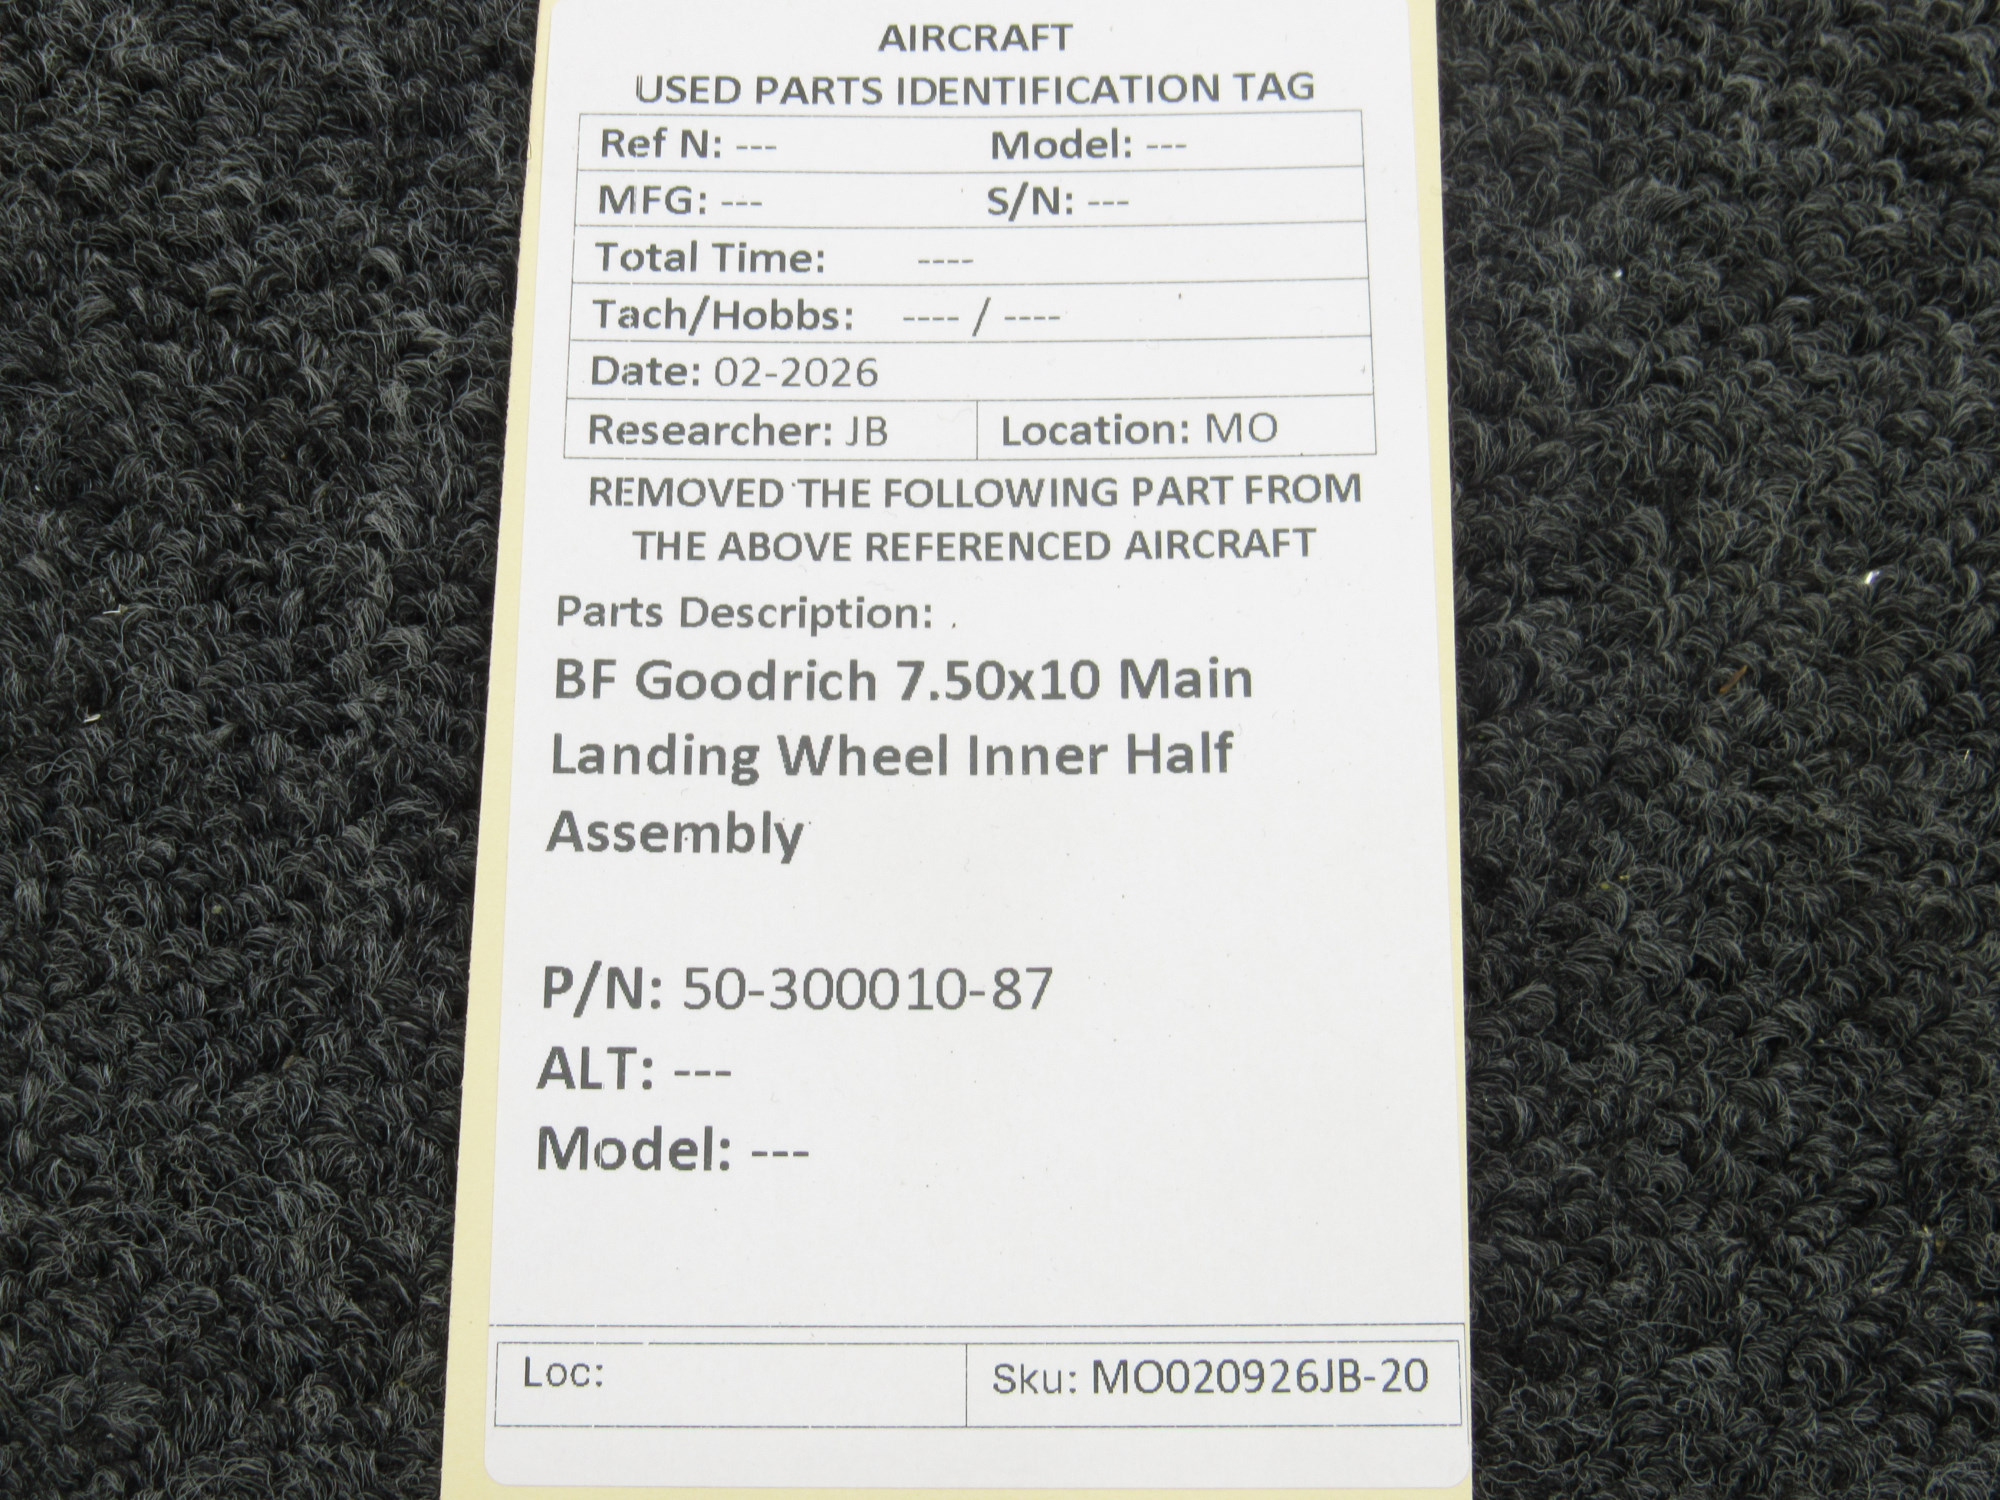 AIRCRAFT
USED PARTS IDENTIFICATION TAG
Ref N: --- Model: ---
MFG: --- S/N: ---
Total Time: ----
Tach/Hobbs: ---- / ----
Date: 02-2026
Researcher: JB Location: MO
REMOVED THE FOLLOWING PART FROM
THE ABOVE REFERENCED AIRCRAFT
Parts Description:
BF Goodrich 7.50x10 Main
Landing Wheel Inner Half
Assembly
P/N: 50-300010-87
ALT: ---
Model: ---
Loc: Sku: MO020926JB-20